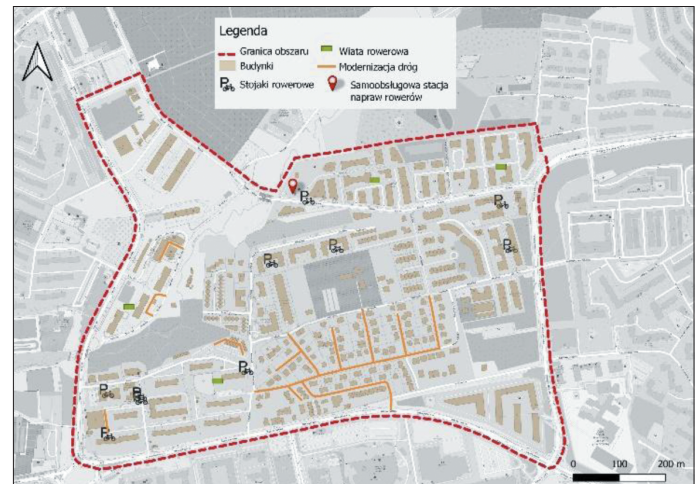 Legenda
Granica obszaru
Wiata rowerowa
Budynki
Modernizacja dróg
Stojaki rowerowe
Samoobsługowa stacja
napraw rowerów
0 100 200 m